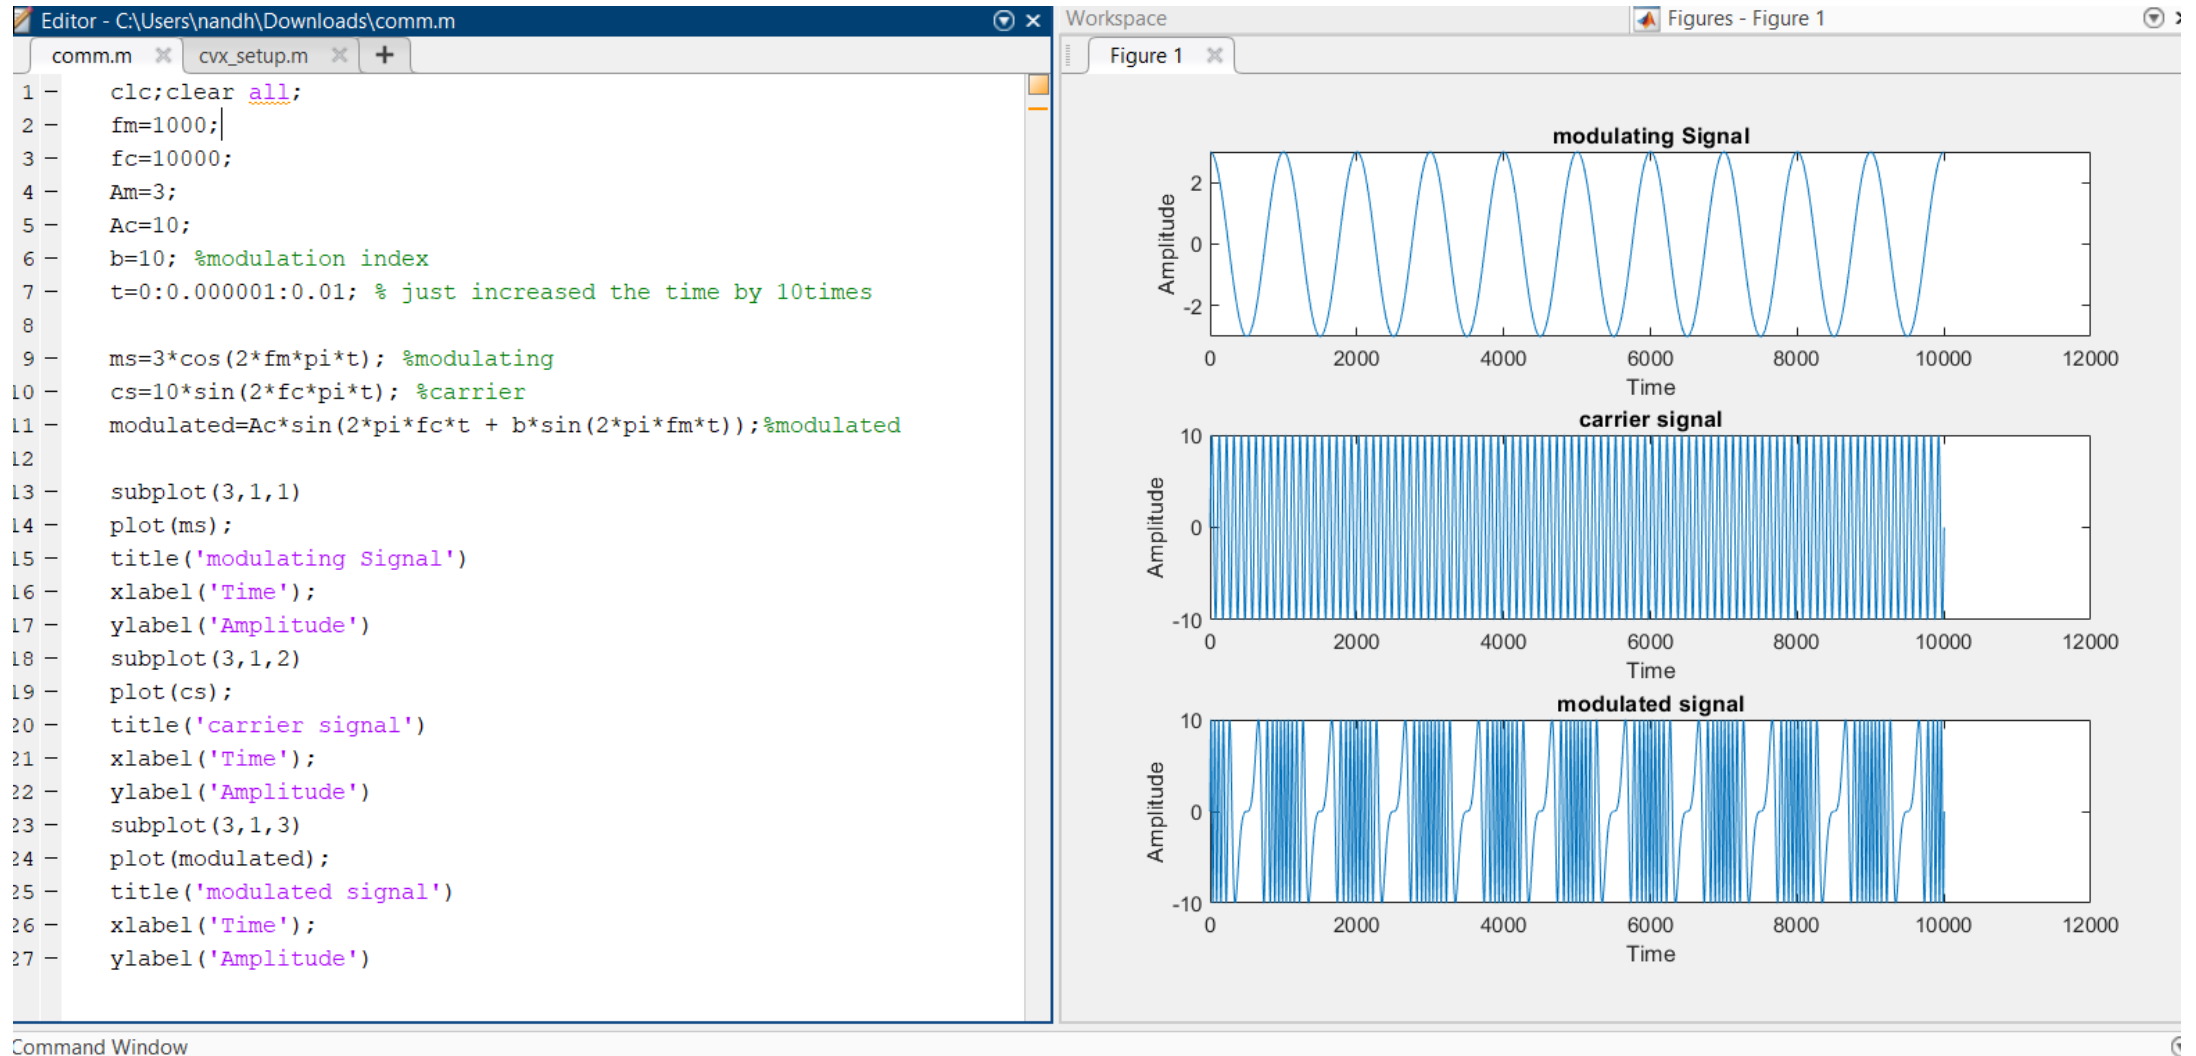 Editor - C:\Users\nandh\Downloads\comm.m
comm.m
cvx_setup.m
1 clc;clear all;
2 fm=1000;
3 fc=10000;
4 Am=3;
5 Ac=10;
6 b=10; %modulation index
7 t=0:0.000001:0.01; % just increased the time by 10times
8
9 ms=3*cos(2*fm*pi*t); %modulating
10 cs=10*sin(2*fc*pi*t); %carrier
11 modulated=Ac*sin(2*pi*fc*t + b*sin(2*pi*fm*t));%modulated
12
13 subplot(3,1,1)
14 plot(ms);
15 title('modulating Signal')
16 xlabel('Time');
17 ylabel('Amplitude')
18 subplot(3,1,2)
19 plot(cs);
20 title('carrier signal')
21 xlabel('Time');
22 ylabel('Amplitude')
23 subplot(3,1,3)
24 plot(modulated);
25 title('modulated signal')
26 xlabel('Time');
27 ylabel('Amplitude')
Command Window
Workspace
Figures - Figure 1
Figure 1
modulating Signal
Amplitude
2
0
-2
0 2000 4000 6000 8000 10000 12000
Time
carrier signal
Amplitude
10
0
-10
0 2000 4000 6000 8000 10000 12000
Time
modulated signal
Amplitude
10
0
-10
0 2000 4000 6000 8000 10000 12000
Time